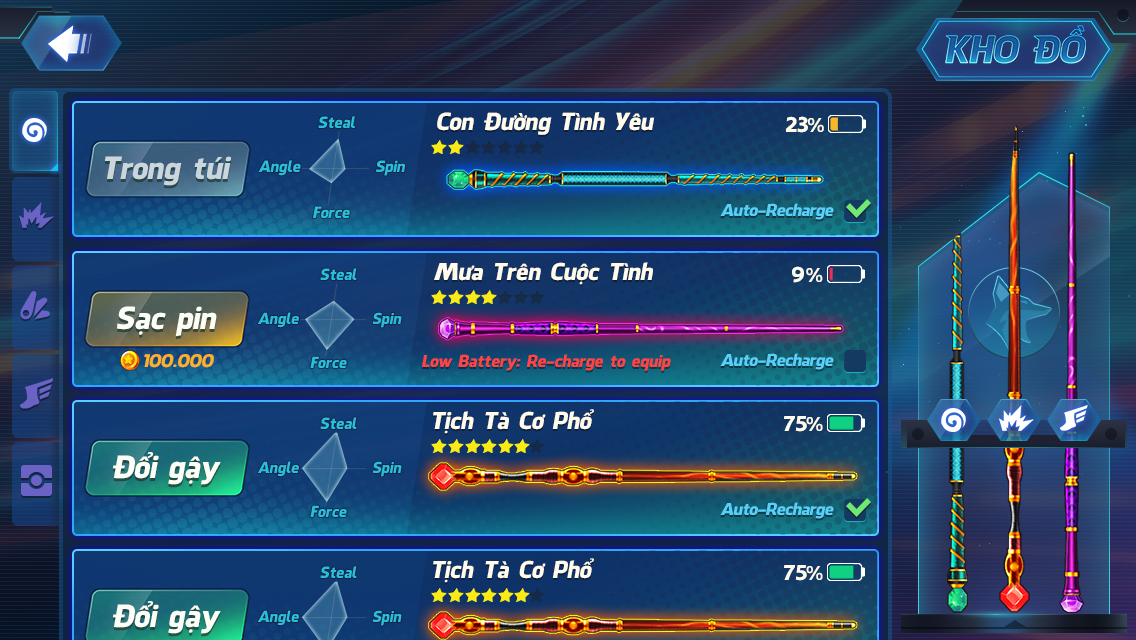 KHO ĐỒ
Trong túi
Steal
Angle
Spin
Force
Con Đường Tình Yêu
23%
Auto-Recharge
Sạc pin
100.000
Steal
Angle
Spin
Force
Mưa Trên Cuộc Tình
9%
Low Battery: Re-charge to equip
Auto-Recharge
Đổi gậy
Steal
Angle
Spin
Force
Tịch Tà Cơ Phổ
75%
Auto-Recharge
Đổi gậy
Steal
Angle
Spin
Tịch Tà Cơ Phổ
75%